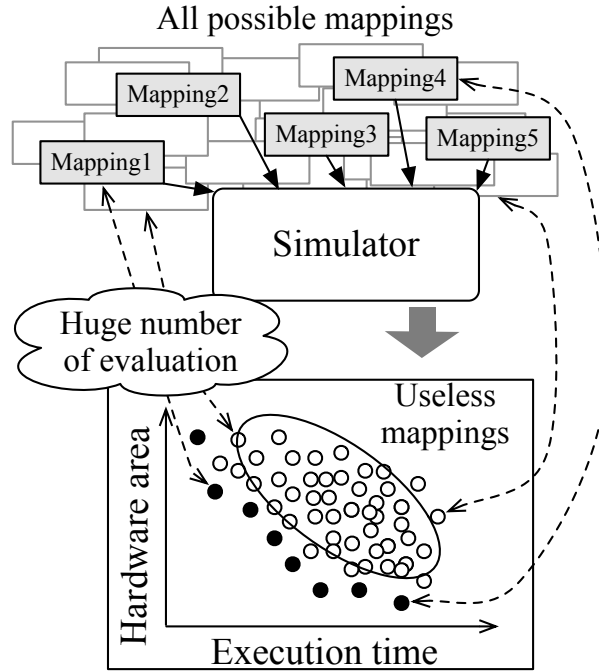 All possible mappings
Mapping4
Mapping2
Mapping3
Mapping5
Mapping1
Simulator
Huge number
of evaluation
Useless
mappings
Hardware area
Execution time